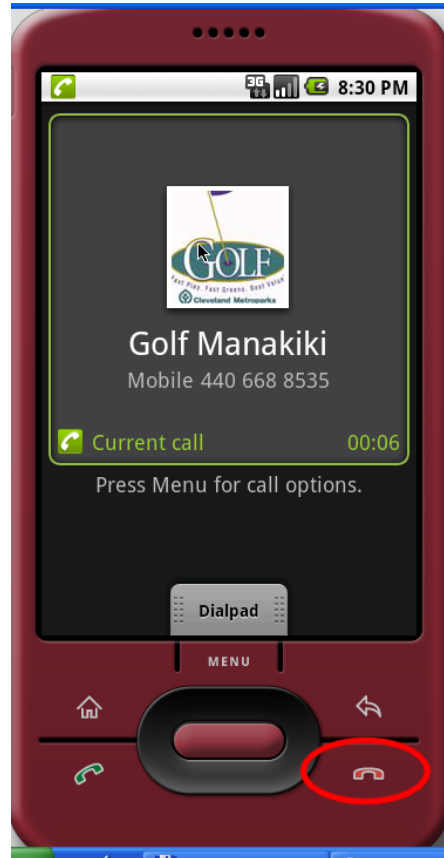 3G
8:30 PM
GOLF
Fast Play. Fast Greens. Best Value
Cleveland Metroparks
Golf Manakiki
Mobile 440 668 8535
Current call 00:06
Press Menu for call options.
Dialpad
MENU